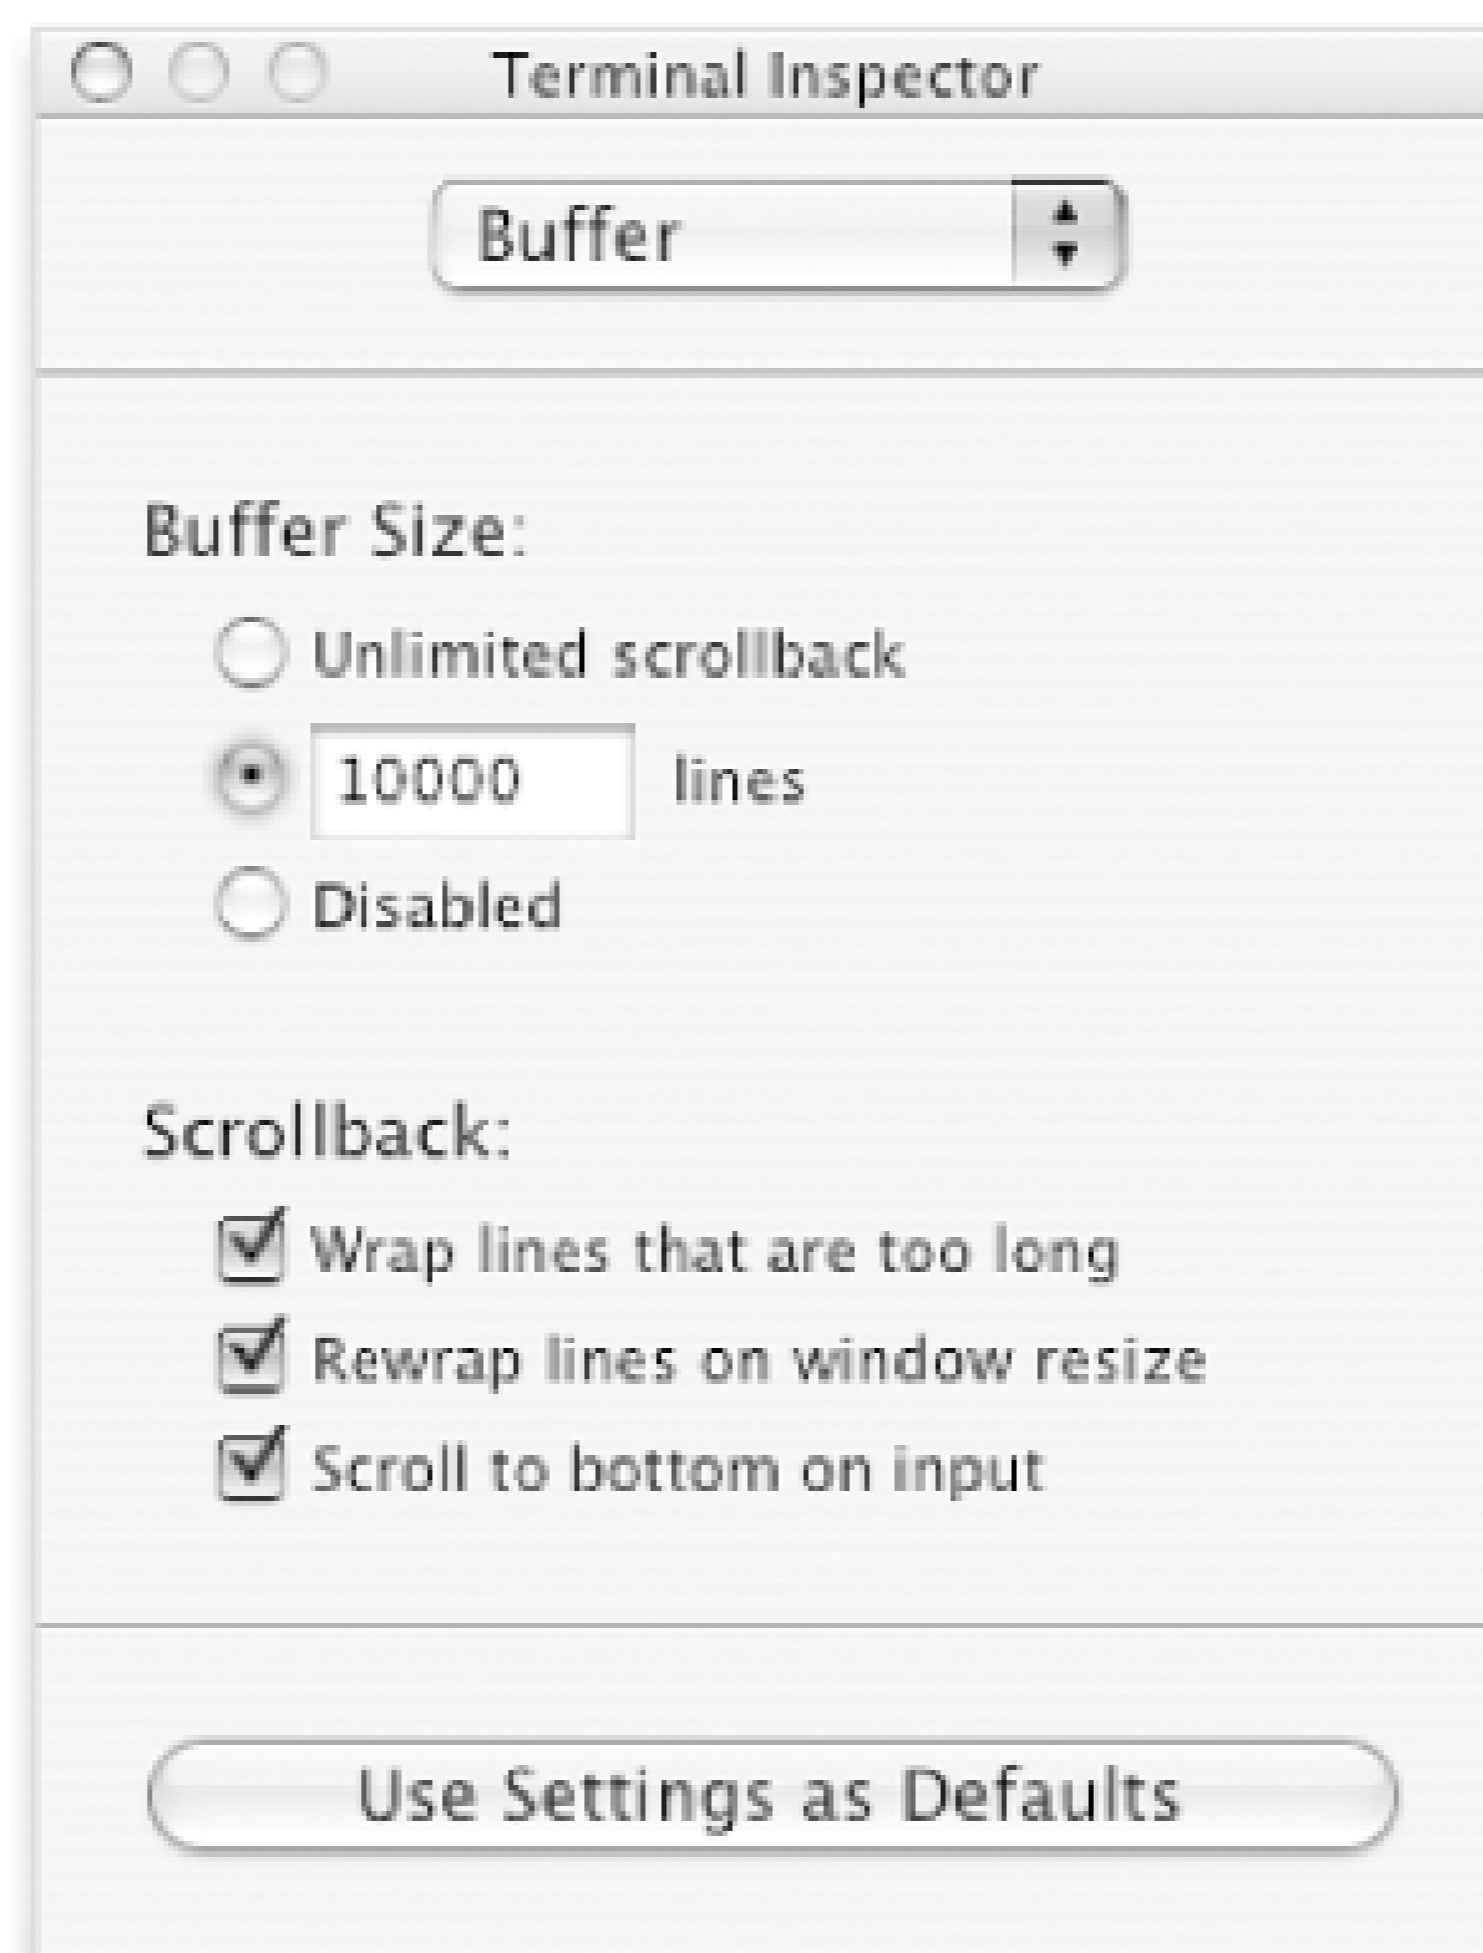 Terminal Inspector
Buffer
Buffer Size:
Unlimited scrollback
10000 lines
Disabled
Scrollback:
Wrap lines that are too long
Rewrap lines on window resize
Scroll to bottom on input
Use Settings as Defaults